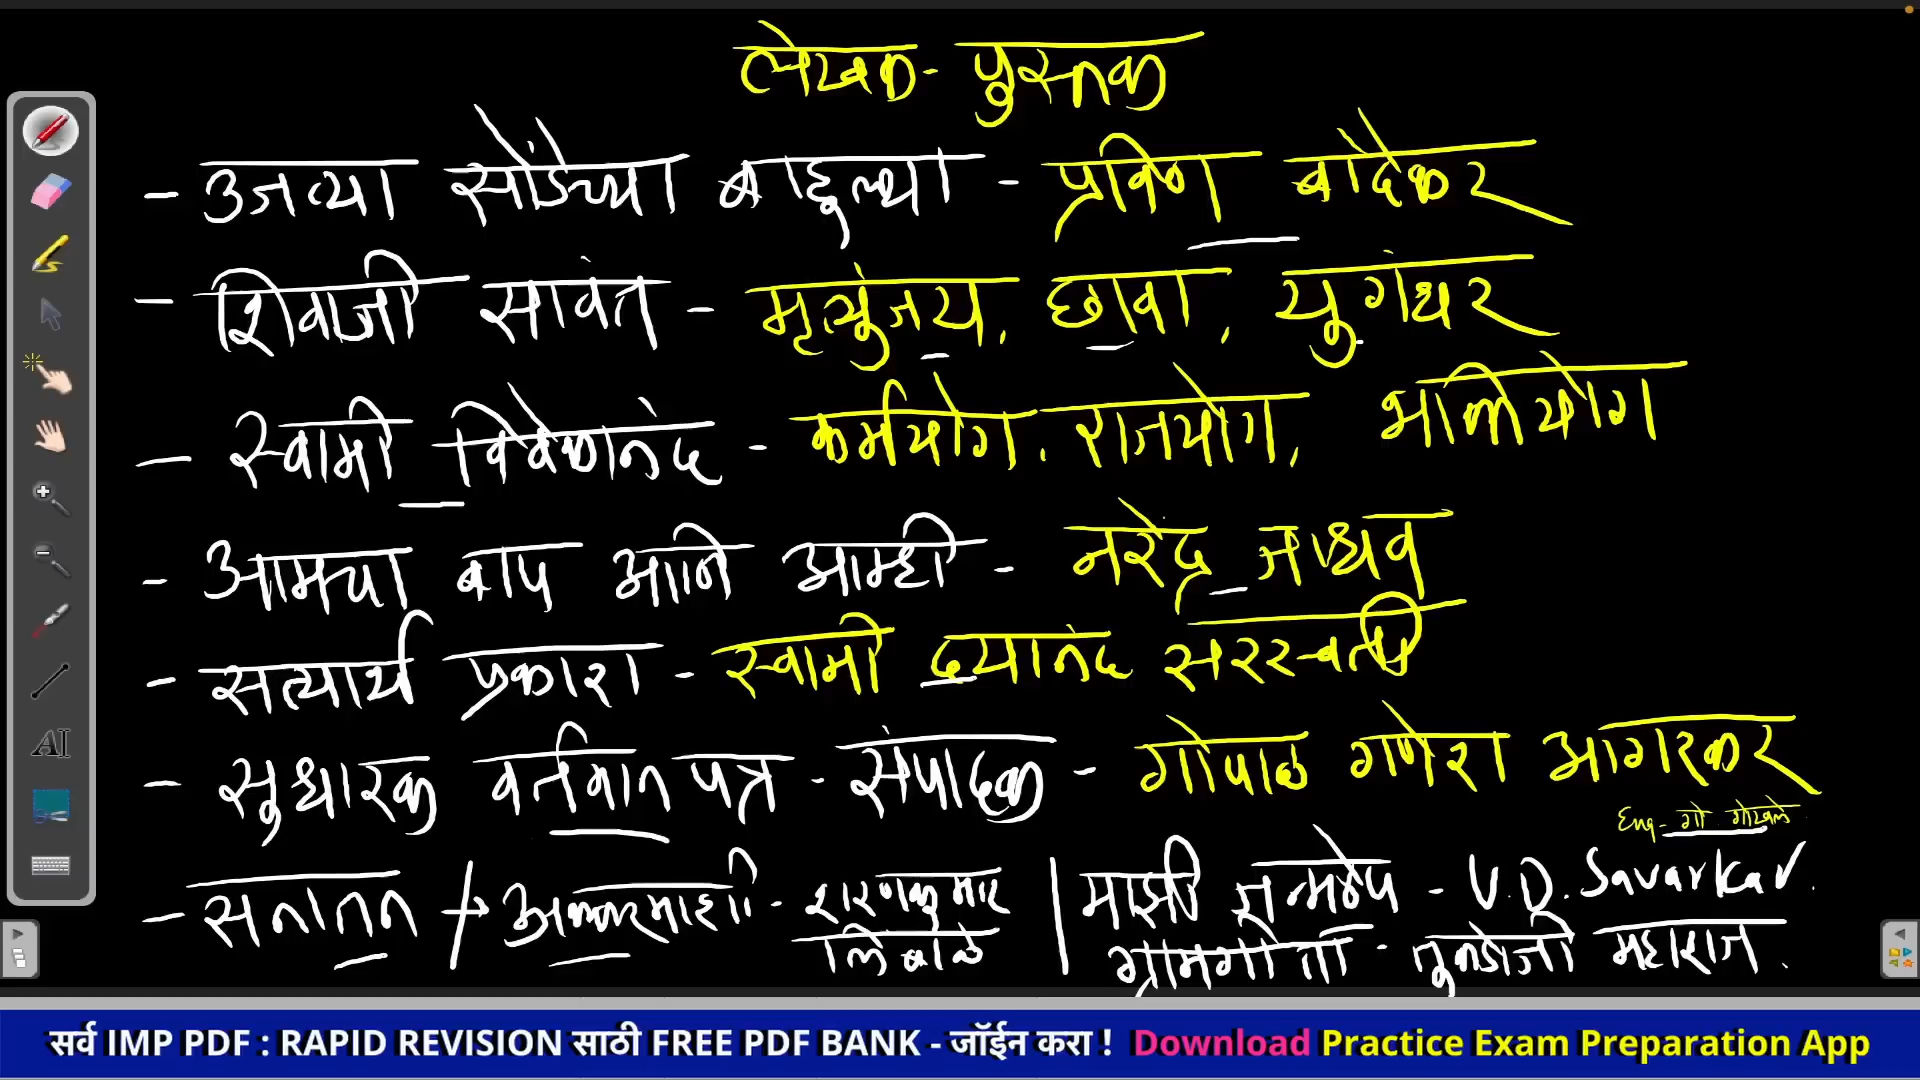 लेखक - पुस्तक
- उजव्या सोंडेच्या बाहुल्या - प्रविण बांदेकर
- शिवाजी सावंत - मृत्युंजय, छावा, युगंधर
- स्वामी विवेकानंद - कर्मयोग, राजयोग, भक्तियोग
- आमचा बाप आणि आम्ही - नरेंद्र जाधव
- सत्यार्थ प्रकाश - स्वामी दयानंद सरस्वती
- सुधारक वर्तमान पत्र - संपादक - गोपाळ गणेश आगरकर
Eng - गो. गोखले
- सनातन / अक्करमाशी - शरणकुमार लिंबाळे | माझी जन्मठेप - V.D. Savarkar.
ग्रामगीता - तुकडोजी महाराज.
सर्व IMP PDF : RAPID REVISION साठी FREE PDF BANK - जॉईन करा ! Download Practice Exam Preparation App